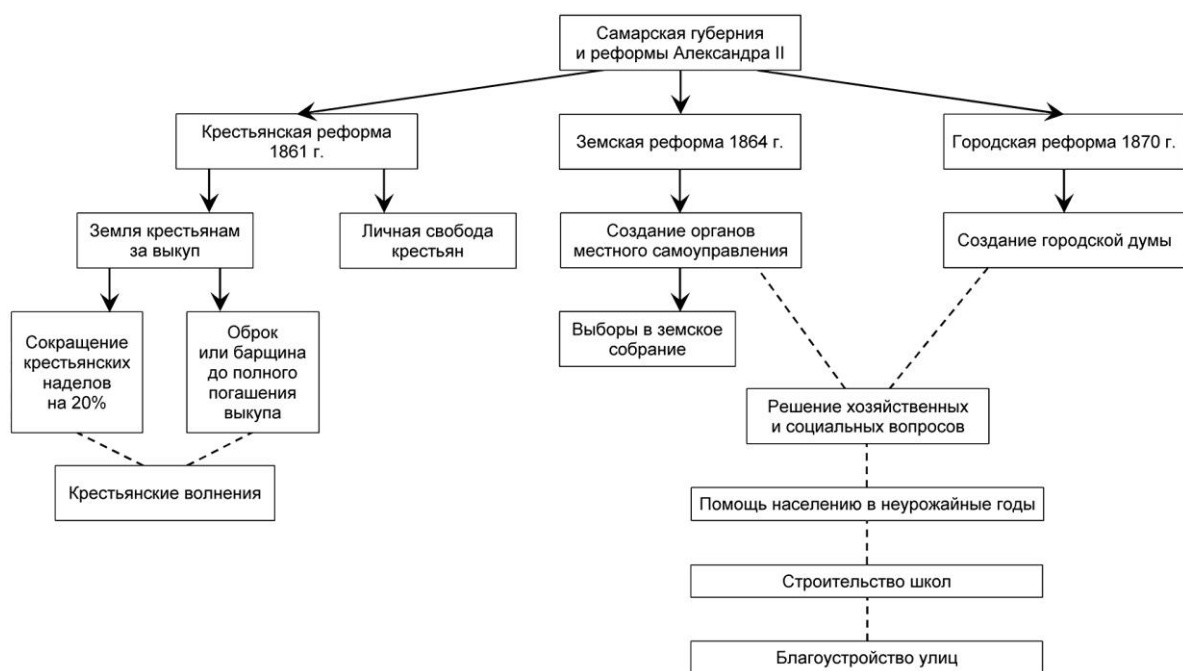 Самарская губерния
и реформы Александра II
Крестьянская реформа
1861 г.
Земская реформа 1864 г.
Городская реформа 1870 г.
Земля крестьянам
за выкуп
Личная свобода
крестьян
Создание органов
местного самоуправления
Создание городской думы
Сокращение
крестьянских
наделов
на 20%
Оброк
или барщина
до полного
погашения
выкупа
Выборы в земское
собрание
Решение хозяйственных
и социальных вопросов
Крестьянские волнения
Помощь населению в неурожайные годы
Строительство школ
Благоустройство улиц